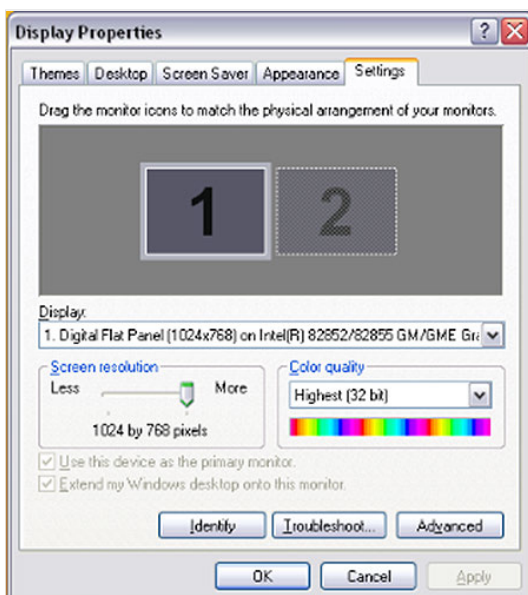 Display Properties
Themes Desktop Screen Saver Appearance Settings
Drag the monitor icons to match the physical arrangement of your monitors.
1 2
Display:
1. Digital Flat Panel (1024x768) on Intel(R) 82852/82855 GM/GME Gra
Screen resolution Color quality
Less More Highest (32 bit)
1024 by 768 pixels
Use this device as the primary monitor.
Extend my Windows desktop onto this monitor.
Identify Troubleshoot... Advanced
OK Cancel Apply